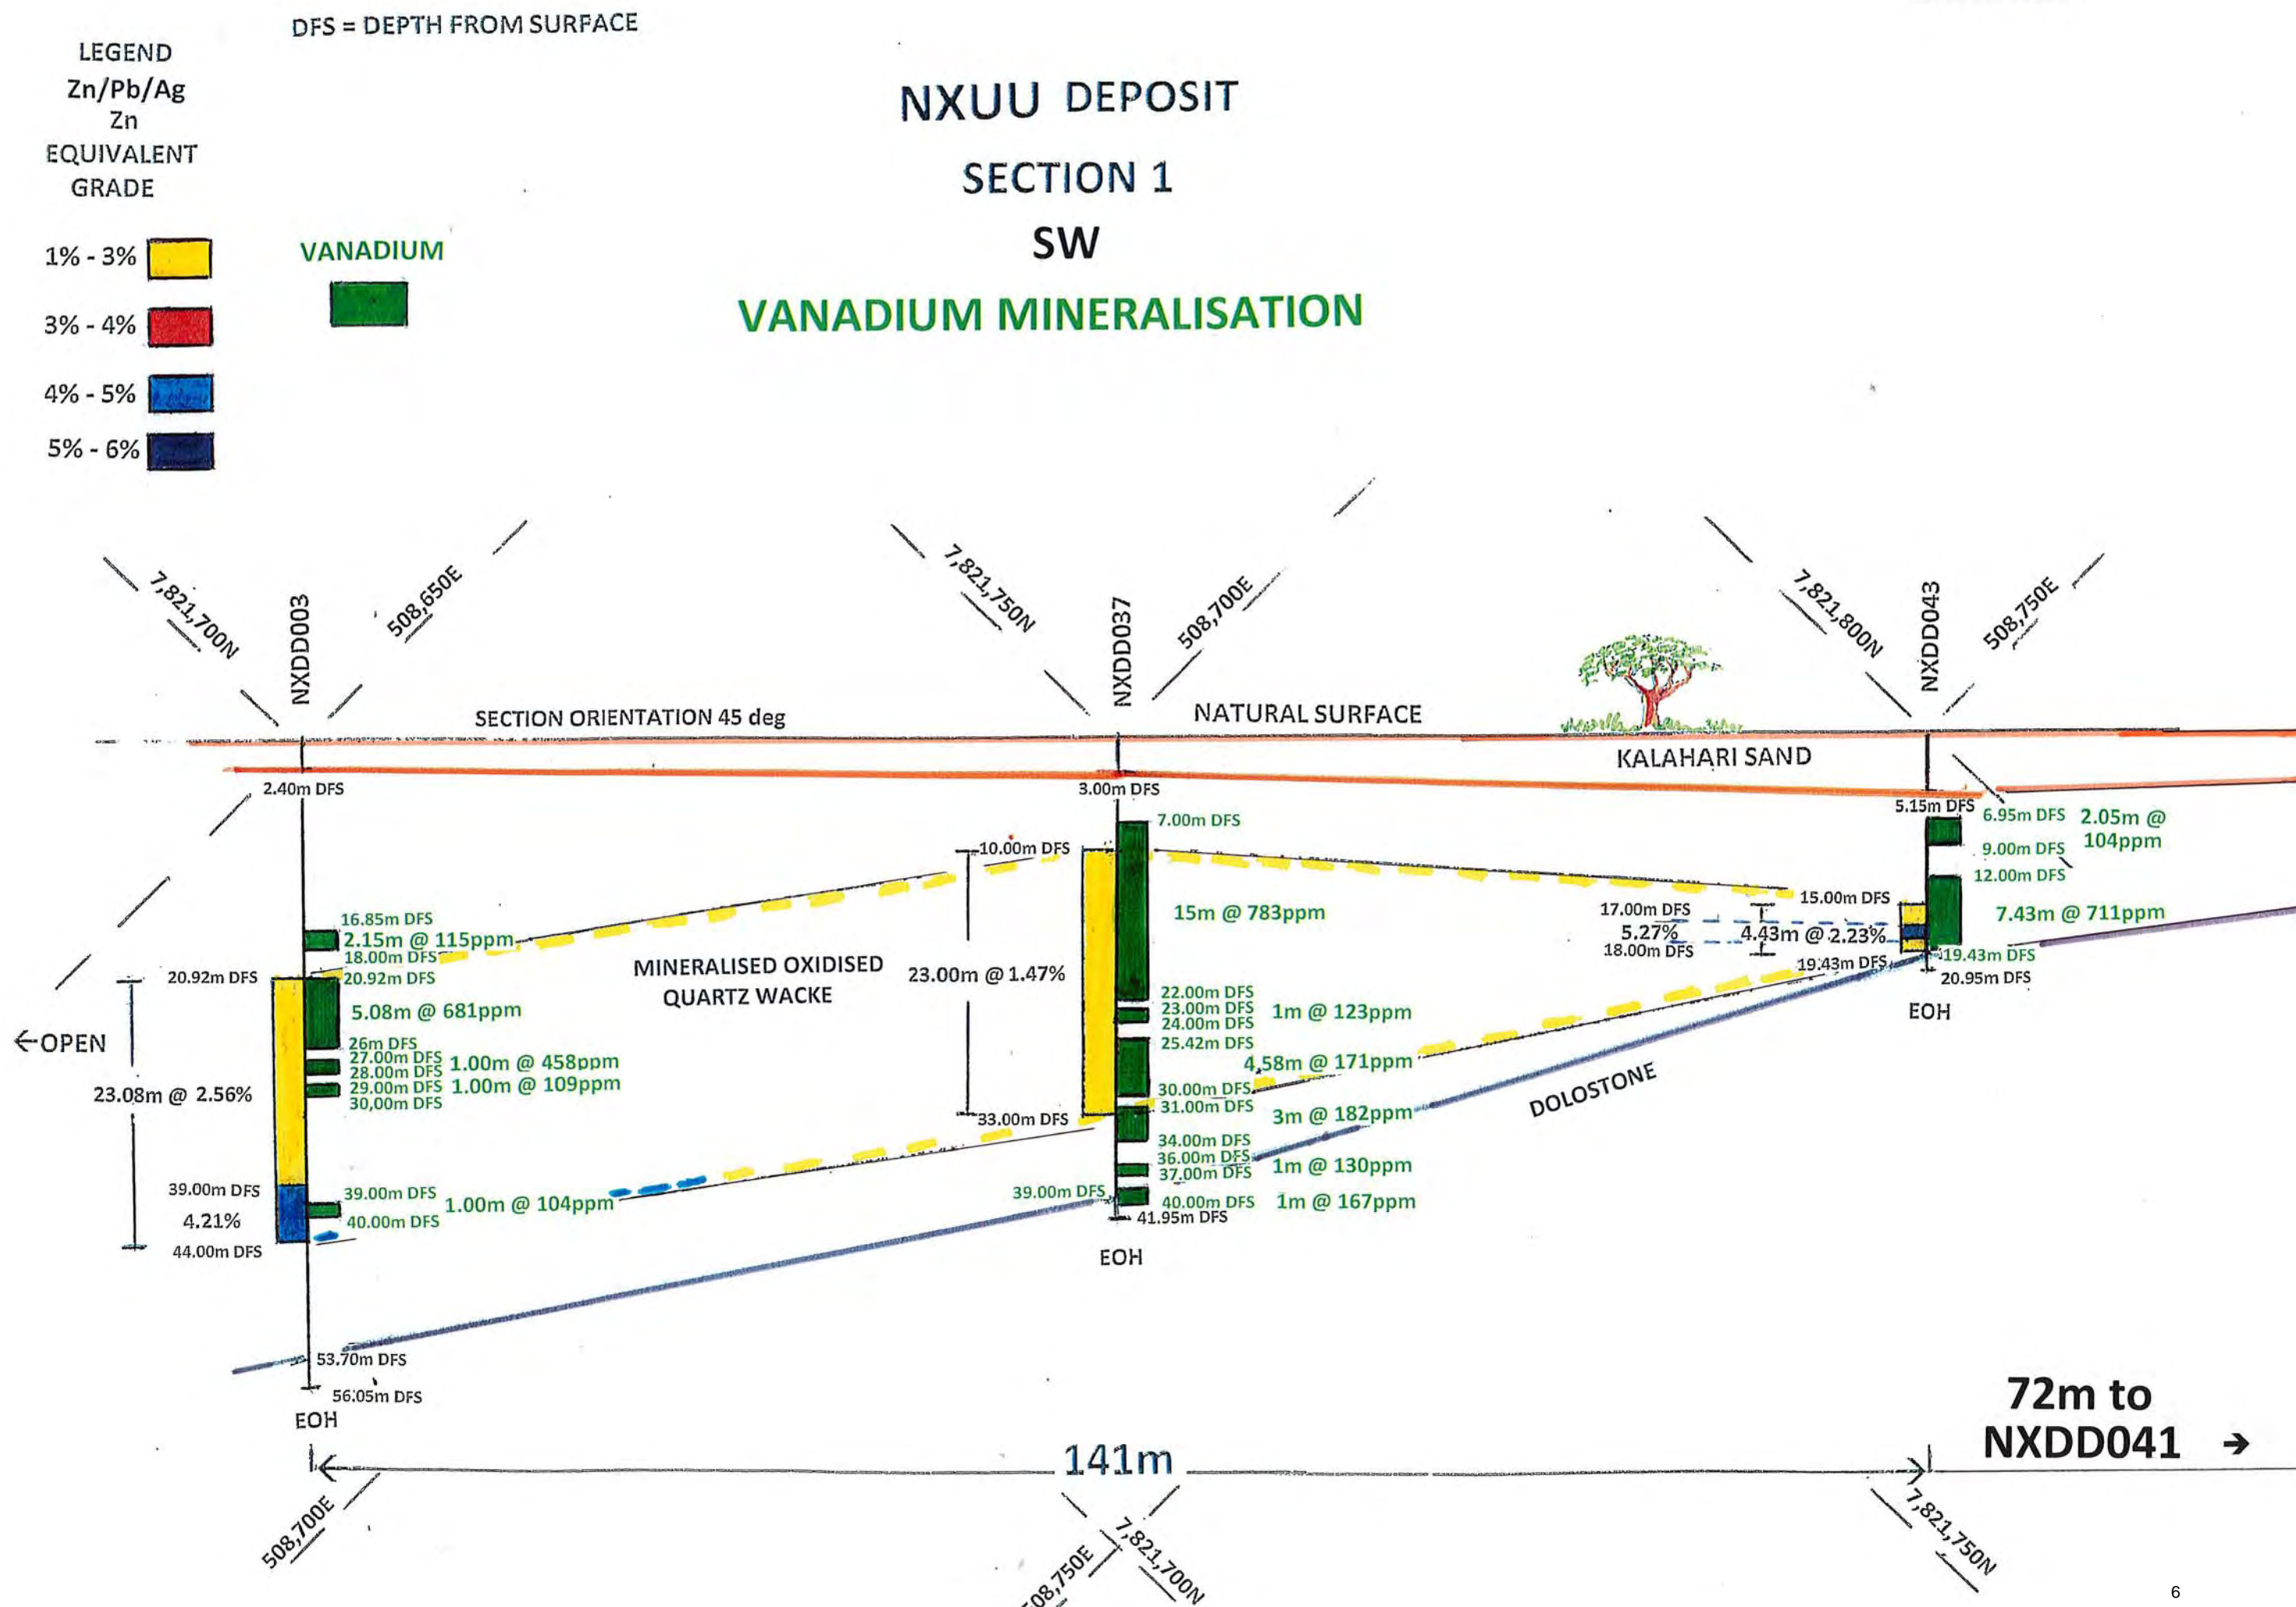 DFS = DEPTH FROM SURFACE
LEGEND
Zn/Pb/Ag
Zn
EQUIVALENT
GRADE
1% - 3%
3% - 4%
4% - 5%
5% - 6%
VANADIUM
NXUU DEPOSIT
SECTION 1
SW
VANADIUM MINERALISATION
7,821,700N
NXDD003
508,650E
7,821,750N
NXDD037
508,700E
7,821,800N
NXDD043
508,750E
SECTION ORIENTATION 45 deg
NATURAL SURFACE
KALAHARI SAND
2.40m DFS
3.00m DFS
5.15m DFS
16.85m DFS
2.15m @ 115ppm
18.00m DFS
20.92m DFS
20.92m DFS
5.08m @ 681ppm
26m DFS
27.00m DFS
1.00m @ 458ppm
28.00m DFS
29.00m DFS
1.00m @ 109ppm
30,00m DFS
←OPEN
23.08m @ 2.56%
39.00m DFS
4.21%
44.00m DFS
39.00m DFS
1.00m @ 104ppm
40.00m DFS
53.70m DFS
56.05m DFS
EOH
MINERALISED OXIDISED
QUARTZ WACKE
7.00m DFS
10.00m DFS
15m @ 783ppm
23.00m @ 1.47%
22.00m DFS
23.00m DFS
1m @ 123ppm
24.00m DFS
25.42m DFS
4.58m @ 171ppm
30.00m DFS
31.00m DFS
3m @ 182ppm
33.00m DFS
34.00m DFS
36.00m DFS
1m @ 130ppm
37.00m DFS
39.00m DFS
40.00m DFS
1m @ 167ppm
41.95m DFS
EOH
6.95m DFS
2.05m @
104ppm
9.00m DFS
12.00m DFS
15.00m DFS
17.00m DFS
5.27%
4.43m @ 2.23%
18.00m DFS
7.43m @ 711ppm
19.43m DFS
19.43m DFS
20.95m DFS
EOH
DOLOSTONE
72m to
NXDD041 →
141m
508,700E
508,750E
7,821,700N
7,821,750N
6